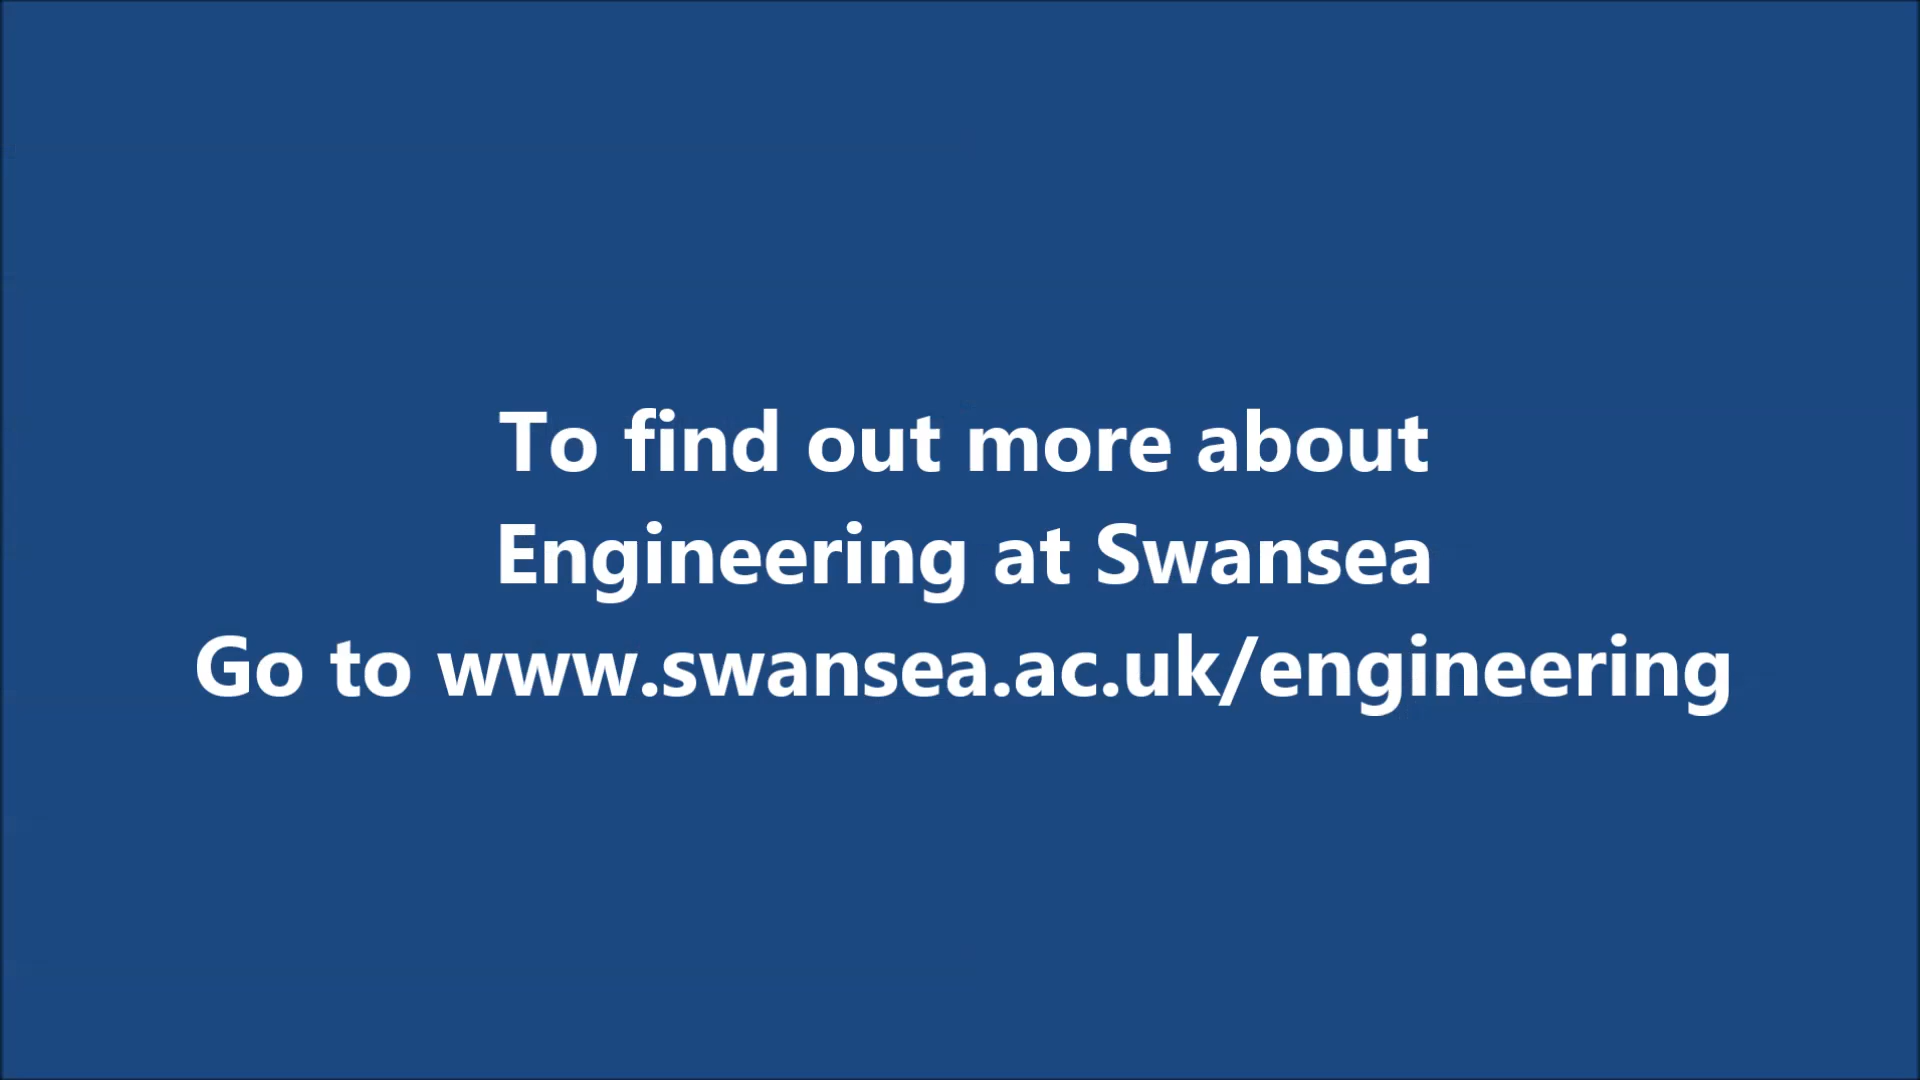 To find out more about
Engineering at Swansea
Go to www.swansea.ac.uk/engineering